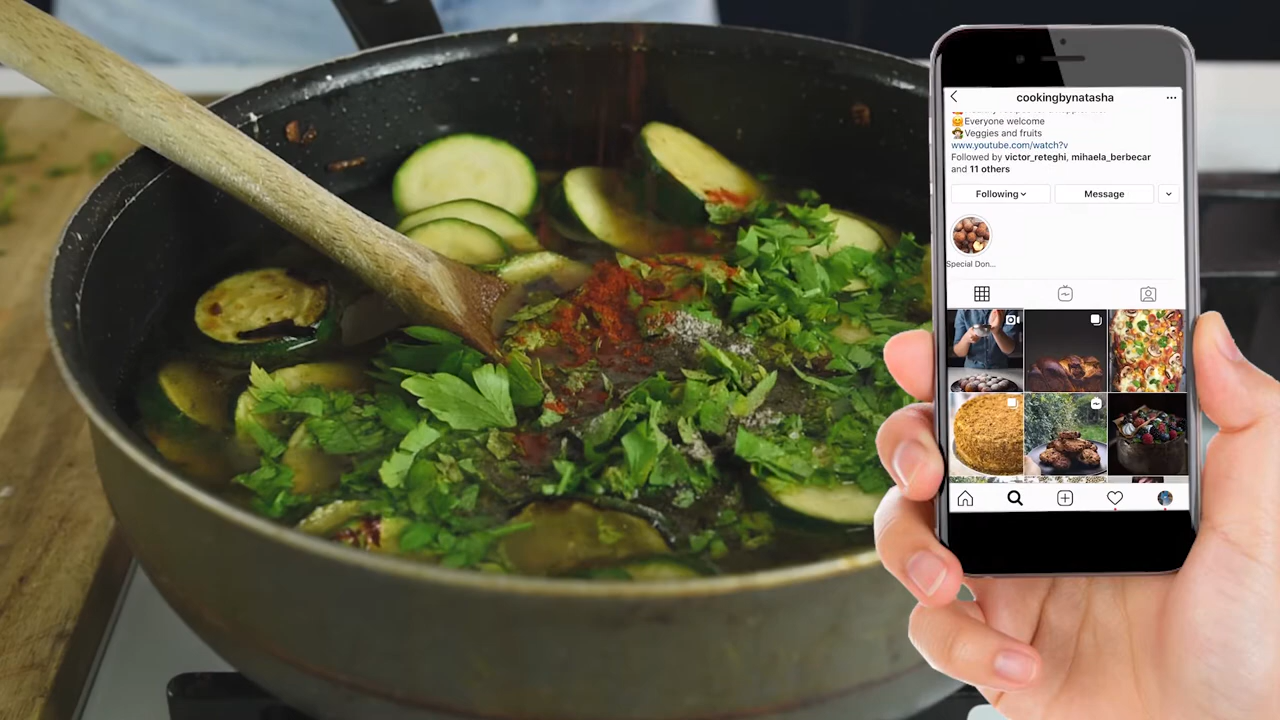 cookingbynatasha
Everyone welcome
Veggies and fruits
www.youtube.com/watch?v
Followed by victor_reteghi, mihaela_berbecar
and 11 others
Following
Message
Special Don...